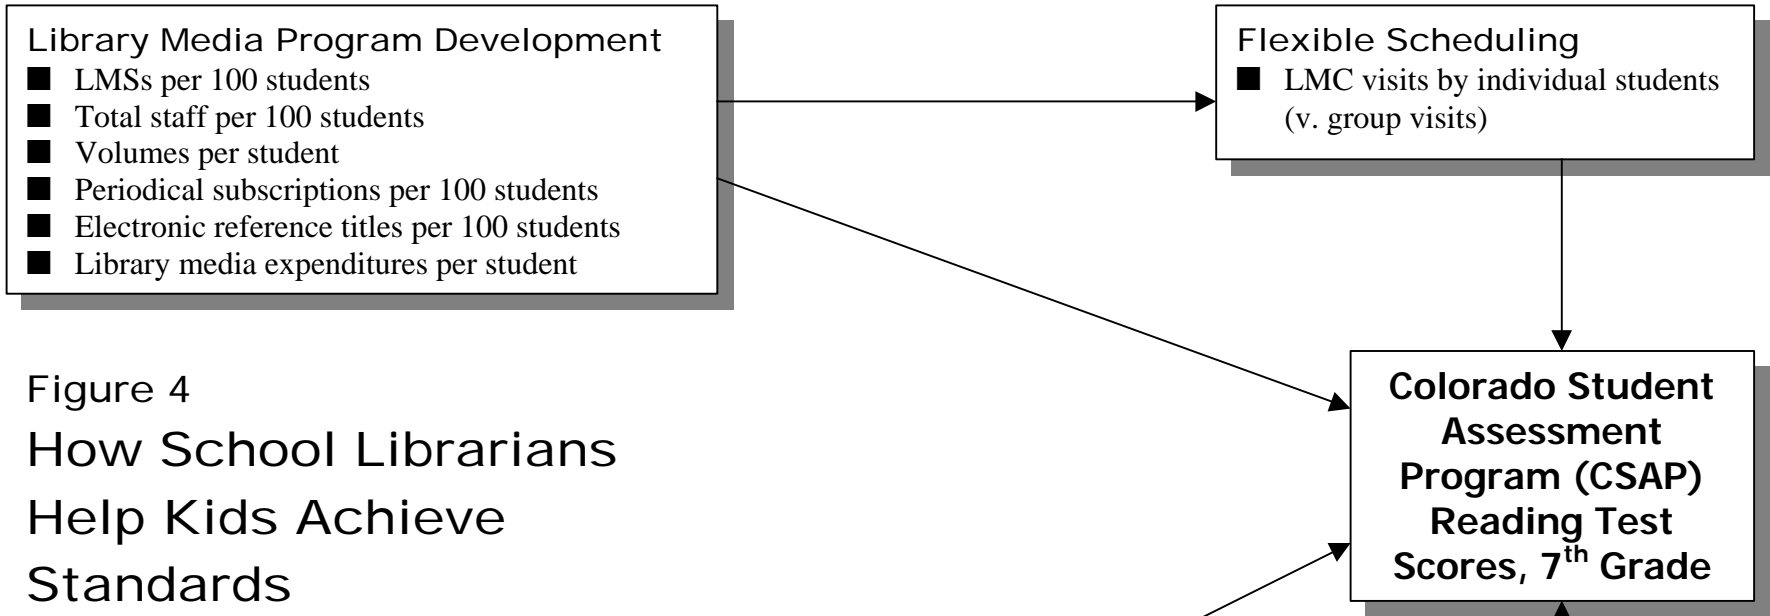 Library Media Program Development
■ LMSs per 100 students
■ Total staff per 100 students
■ Volumes per student
■ Periodical subscriptions per 100 students
■ Electronic reference titles per 100 students
■ Library media expenditures per student
Flexible Scheduling
■ LMC visits by individual students
(v. group visits)
Figure 4
How School Librarians
Help Kids Achieve
Standards
Colorado Student
Assessment
Program (CSAP)
Reading Test
Scores, 7th Grade